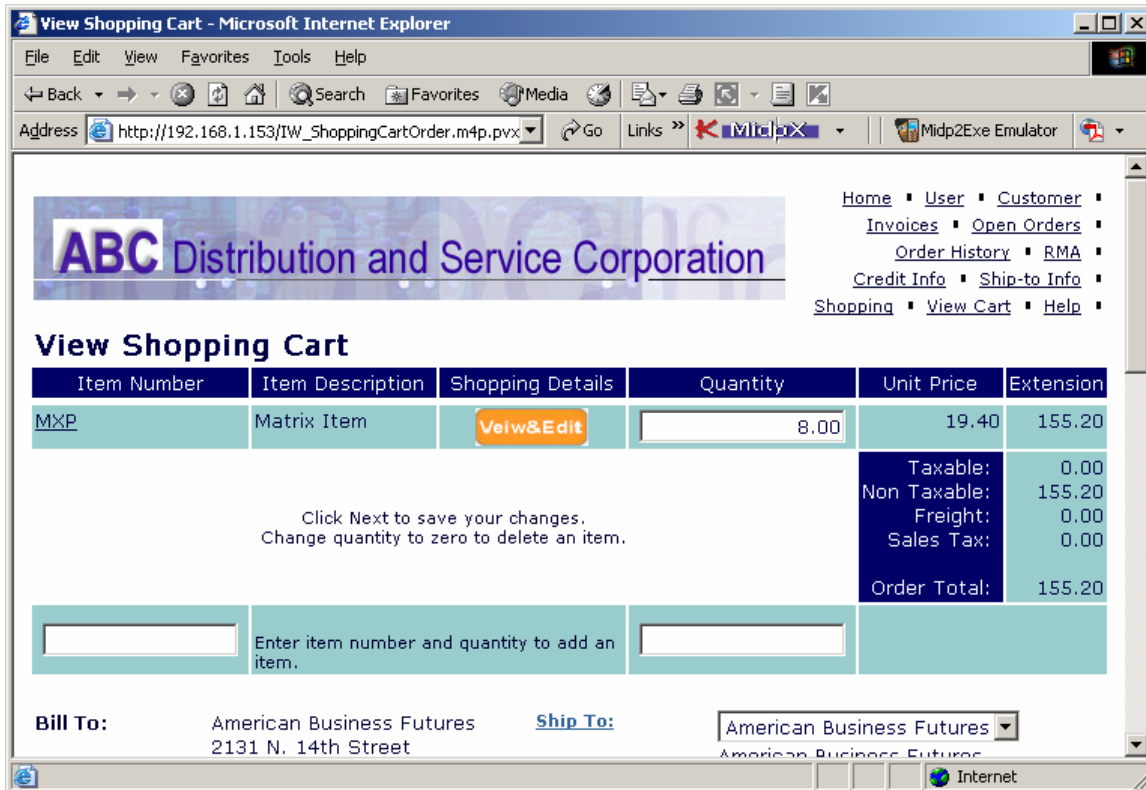 View Shopping Cart - Microsoft Internet Explorer
File Edit View Favorites Tools Help
Back Search Favorites Media
Address http://192.168.1.153/IW_ShoppingCartOrder.m4p.pvx Go Links » MidpX Midp2Exe Emulator
Home User Customer
Invoices Open Orders
Order History RMA
Credit Info Ship-to Info
Shopping View Cart Help
ABC Distribution and Service Corporation
View Shopping Cart
Item Number Item Description Shopping Details Quantity Unit Price Extension
MXP Matrix Item Veiw&Edit 8.00 19.40 155.20
Taxable: 0.00
Non Taxable: 155.20
Freight: 0.00
Sales Tax: 0.00
Order Total: 155.20
Click Next to save your changes.
Change quantity to zero to delete an item.
Enter item number and quantity to add an
item.
Bill To: American Business Futures Ship To: American Business Futures
2131 N. 14th Street American Business Futures
Internet